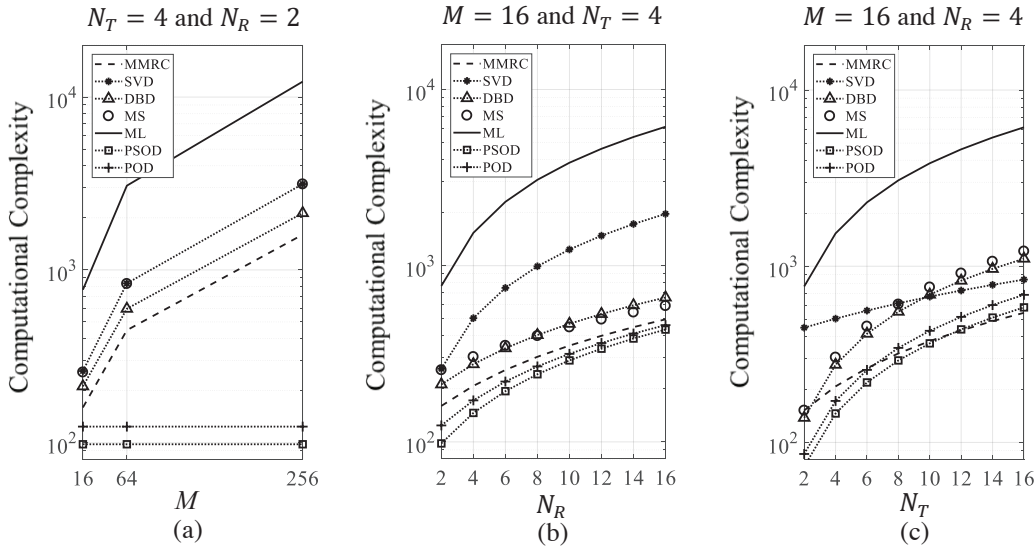 N_T = 4 and N_R = 2
Computational Complexity
10^4
10^3
10^2
MMRC
SVD
DBD
MS
ML
PSOD
POD
16 64 256
M
(a)
M = 16 and N_T = 4
Computational Complexity
10^4
10^3
10^2
MMRC
SVD
DBD
MS
ML
PSOD
POD
2 4 6 8 10 12 14 16
N_R
(b)
M = 16 and N_R = 4
Computational Complexity
10^4
10^3
10^2
MMRC
SVD
DBD
MS
ML
PSOD
POD
2 4 6 8 10 12 14 16
N_T
(c)